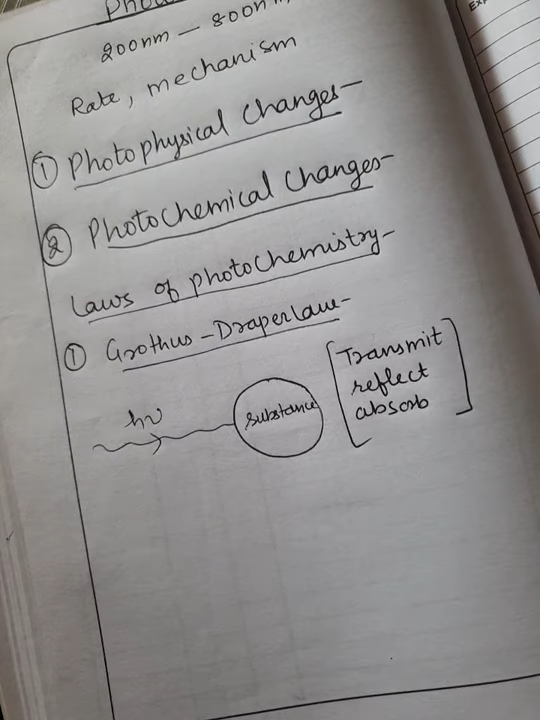 200nm — 800nm
Rate, mechanism
① Photophysical Changes-
② Photochemical Changes-
Laws of photochemistry-
① Grothus-Draperlaw-
hν
substance
Transmit
reflect
absorb